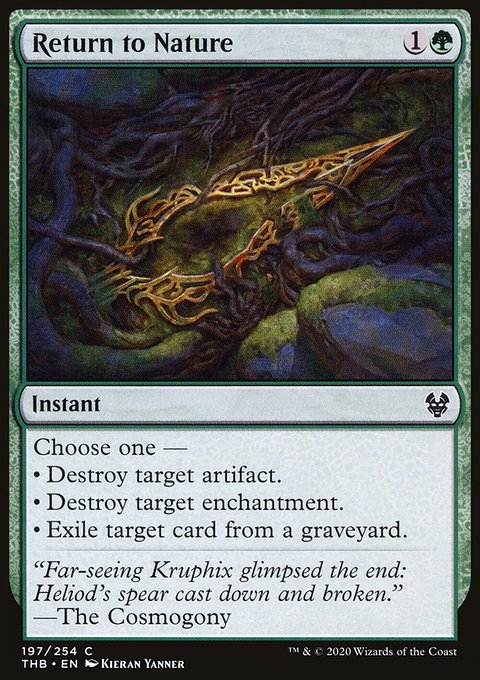 Return to Nature 1
Instant
Choose one —
• Destroy target artifact.
• Destroy target enchantment.
• Exile target card from a graveyard.
“Far-seeing Kruphix glimpsed the end:
Heliod’s spear cast down and broken.”
—The Cosmogony
197/254 C
THB • EN Kieran Yanner
™ & © 2020 Wizards of the Coast